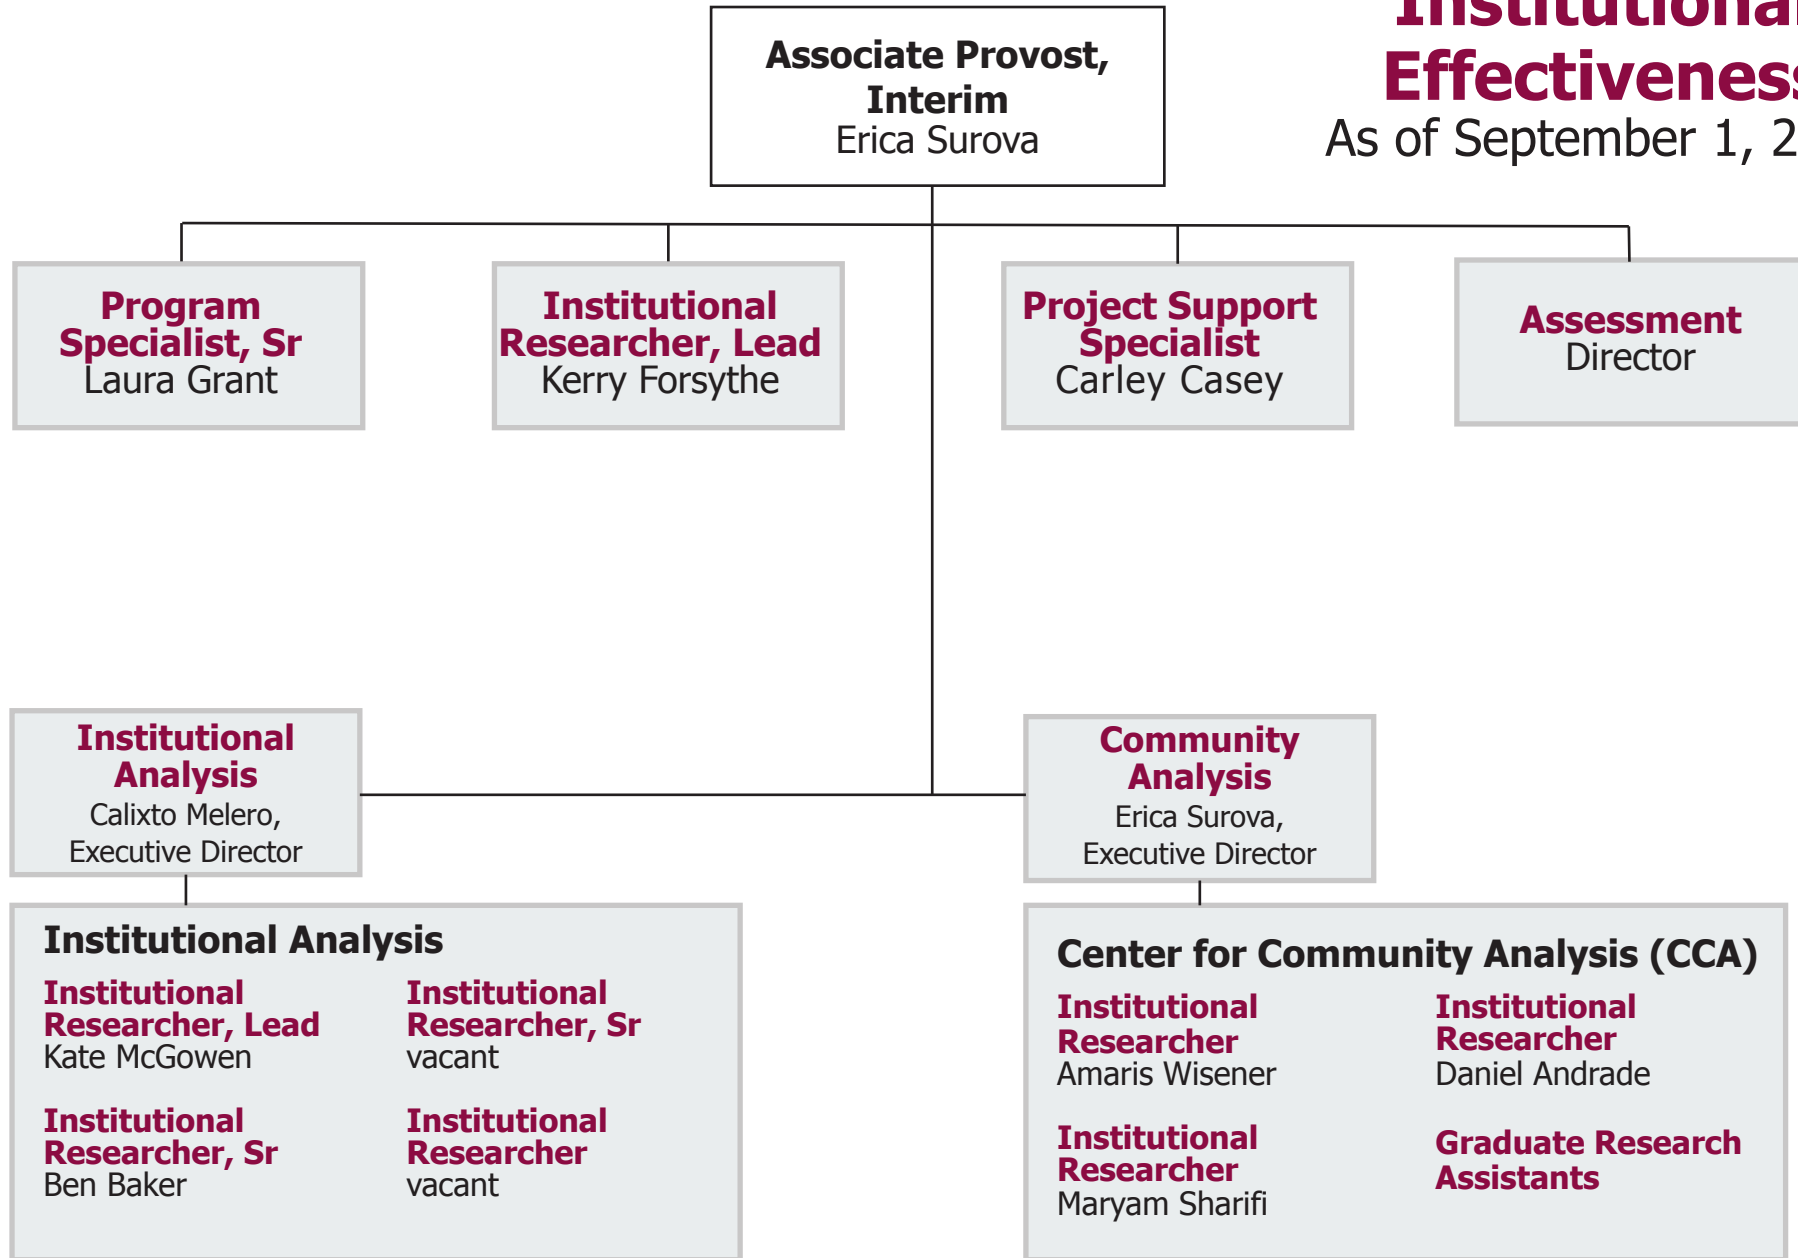 Institutional
Effectiveness
As of September 1, 2
Associate Provost,
Interim
Erica Surova
Program
Specialist, Sr
Laura Grant
Institutional
Researcher, Lead
Kerry Forsythe
Project Support
Specialist
Carley Casey
Assessment
Director
Institutional
Analysis
Calixto Melero,
Executive Director
Community
Analysis
Erica Surova,
Executive Director
Institutional Analysis
Institutional
Researcher, Lead
Kate McGowen
Institutional
Researcher, Sr
vacant
Institutional
Researcher, Sr
Ben Baker
Institutional
Researcher
vacant
Center for Community Analysis (CCA)
Institutional
Researcher
Amaris Wisener
Institutional
Researcher
Daniel Andrade
Institutional
Researcher
Maryam Sharifi
Graduate Research
Assistants